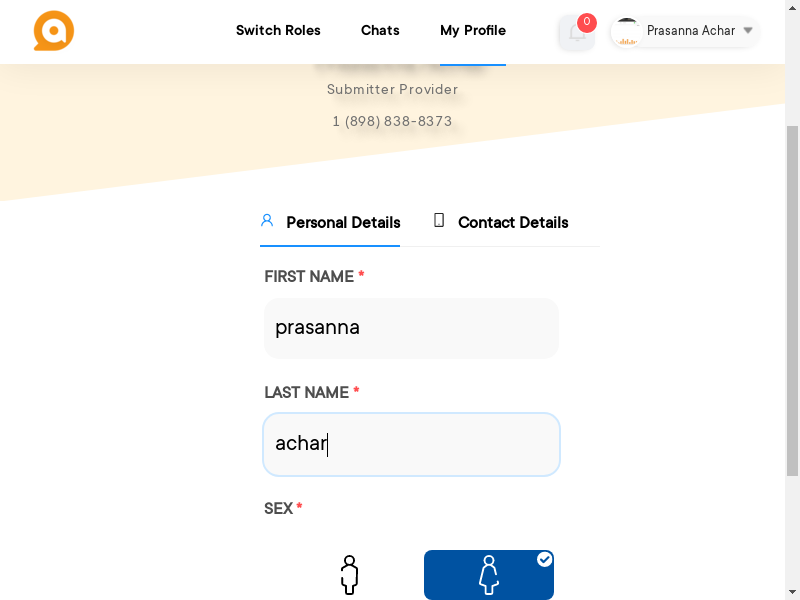 Switch Roles
Chats
My Profile
0
Prasanna Achar
Submitter Provider
1 (898) 838-8373
Personal Details
Contact Details
FIRST NAME *
prasanna
LAST NAME *
achar
SEX *